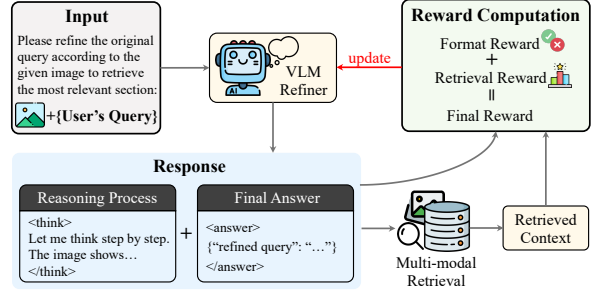 Input
Please refine the original
query according to the
given image to retrieve
the most relevant section:
+{User's Query}
AI
VLM
Refiner
update
Reward Computation
Format Reward
+
Retrieval Reward
=
Final Reward
Response
Reasoning Process
<think>
Let me think step by step.
The image shows…
</think>
+
Final Answer
<answer>
{“refined query”: “…”}
</answer>
Multi-modal
Retrieval
Retrieved
Context